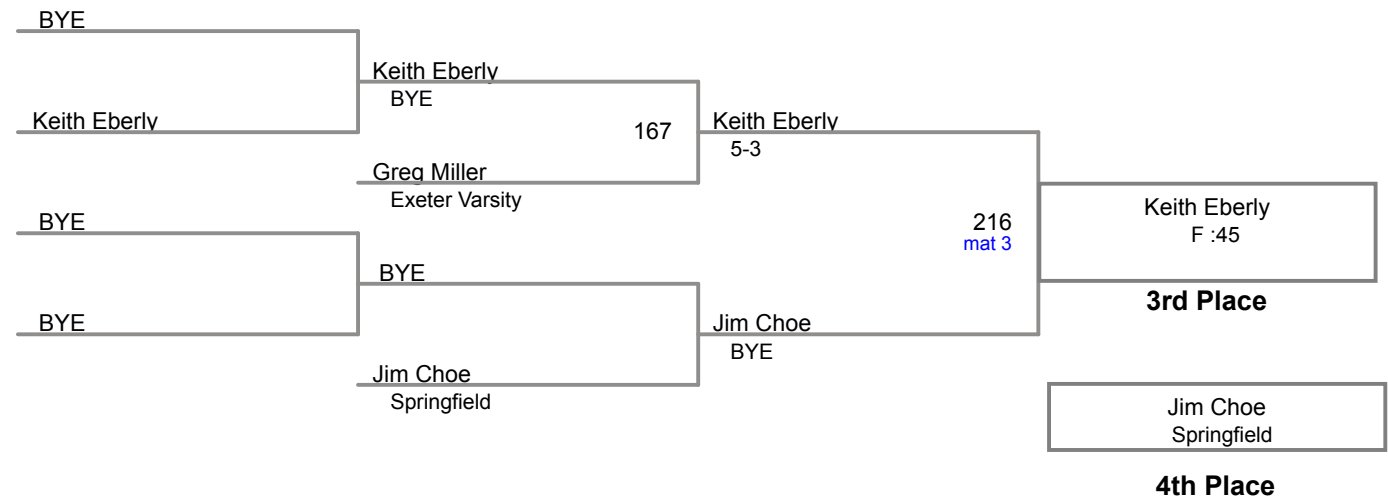 BYE
Keith Eberly
BYE
Keith Eberly
167
Keith Eberly
5-3
Greg Miller
Exeter Varsity
BYE
216
mat 3
Keith Eberly
F :45
BYE
3rd Place
BYE
Jim Choe
BYE
Jim Choe
Springfield
Jim Choe
Springfield
4th Place